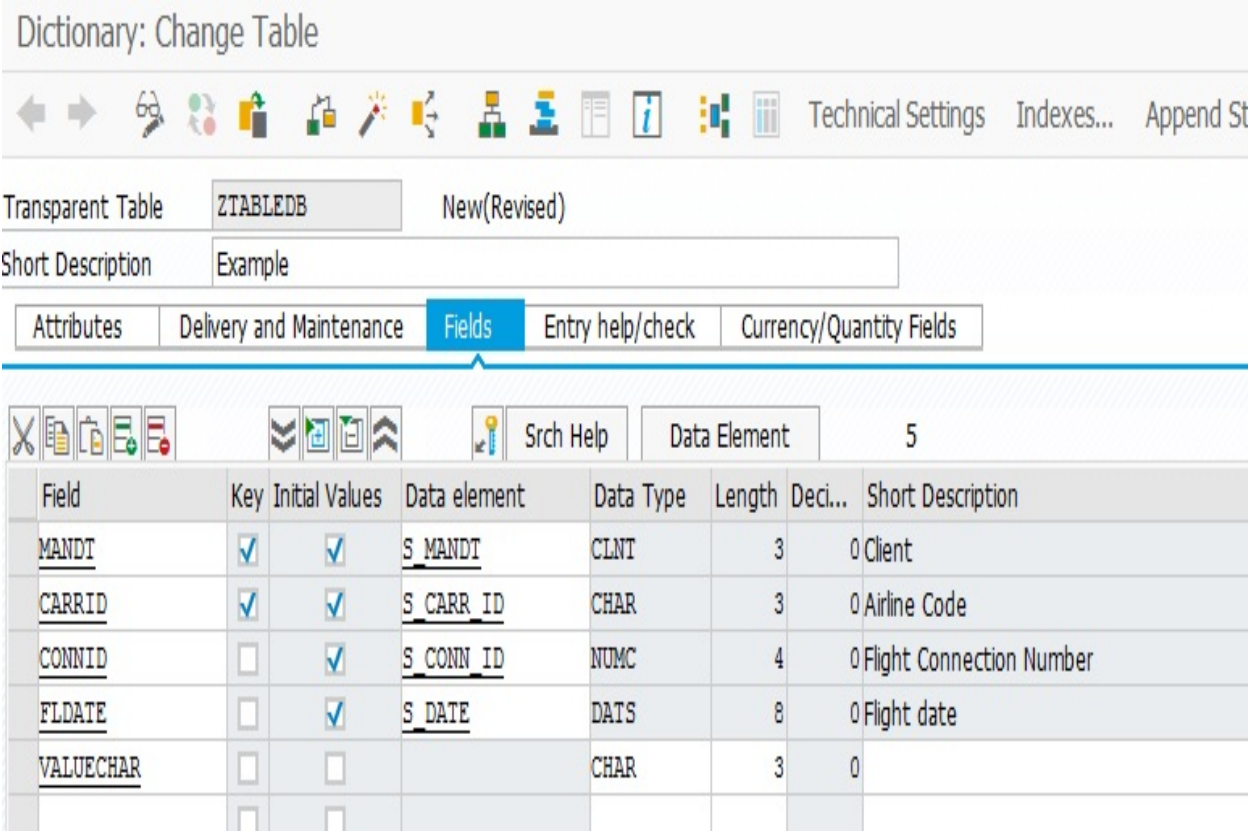 Dictionary: Change Table
Technical Settings Indexes... Append St
Transparent Table ZTABLEDB New(Revised)
Short Description Example
Attributes Delivery and Maintenance Fields Entry help/check Currency/Quantity Fields
Srch Help Data Element 5
Field Key Initial Values Data element Data Type Length Deci... Short Description
MANDT S_MANDT CLNT 3 0 Client
CARRID S_CARR_ID CHAR 3 0 Airline Code
CONNID S_CONN_ID NUMC 4 0 Flight Connection Number
FLDATE S_DATE DATS 8 0 Flight date
VALUECHAR CHAR 3 0